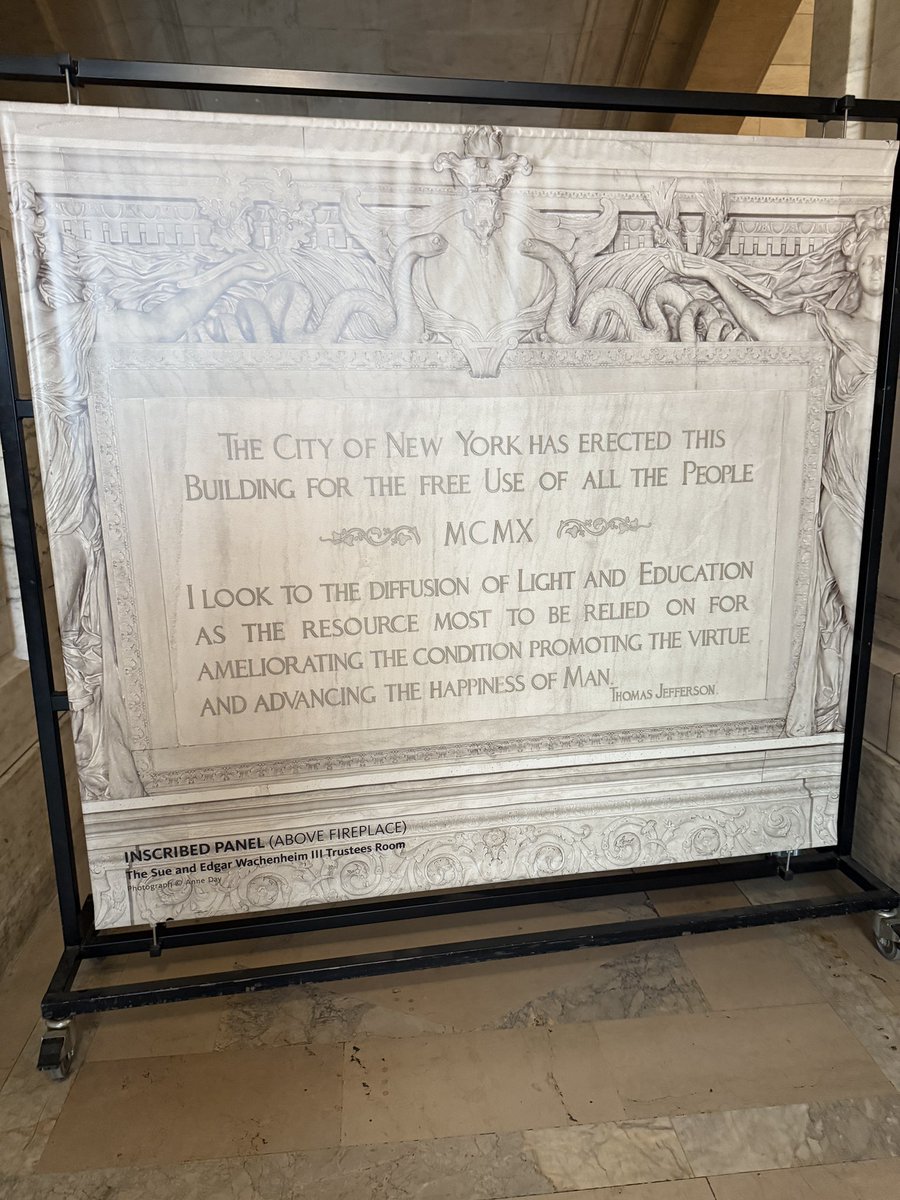 The City of New York has erected this
Building for the free Use of all the People
MCMX
I look to the diffusion of Light and Education
as the resource most to be relied on for
ameliorating the condition promoting the virtue
and advancing the happiness of Man.
Thomas Jefferson.
INSCRIBED PANEL (ABOVE FIREPLACE)
The Sue and Edgar Wachenheim III Trustees Room
Photograph © Anne Day